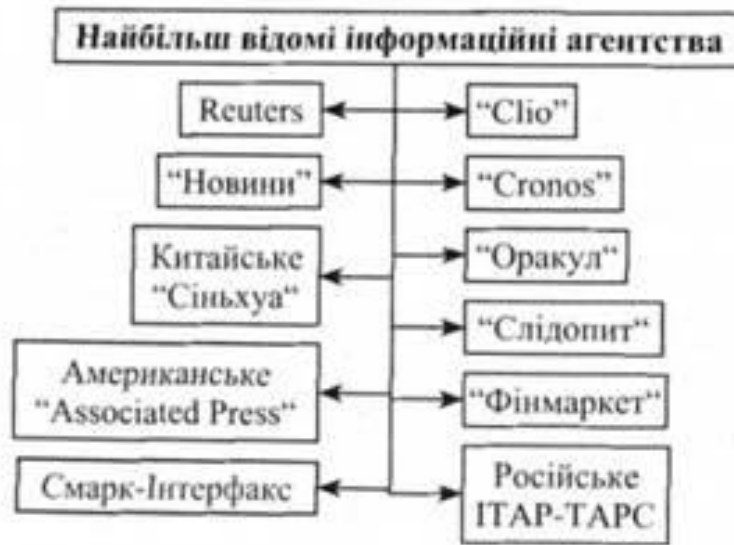 Найбільш відомі інформаційні агентства
Reuters
“Clio”
“Новини“
“Cronos”
Китайське
“Сіньхуа“
“Оракул”
“Слідопит“
Американське
“Associated Press“
“Фінмаркет“
Смарк-Інтерфакс
Російське
ІТАР-ТАРС